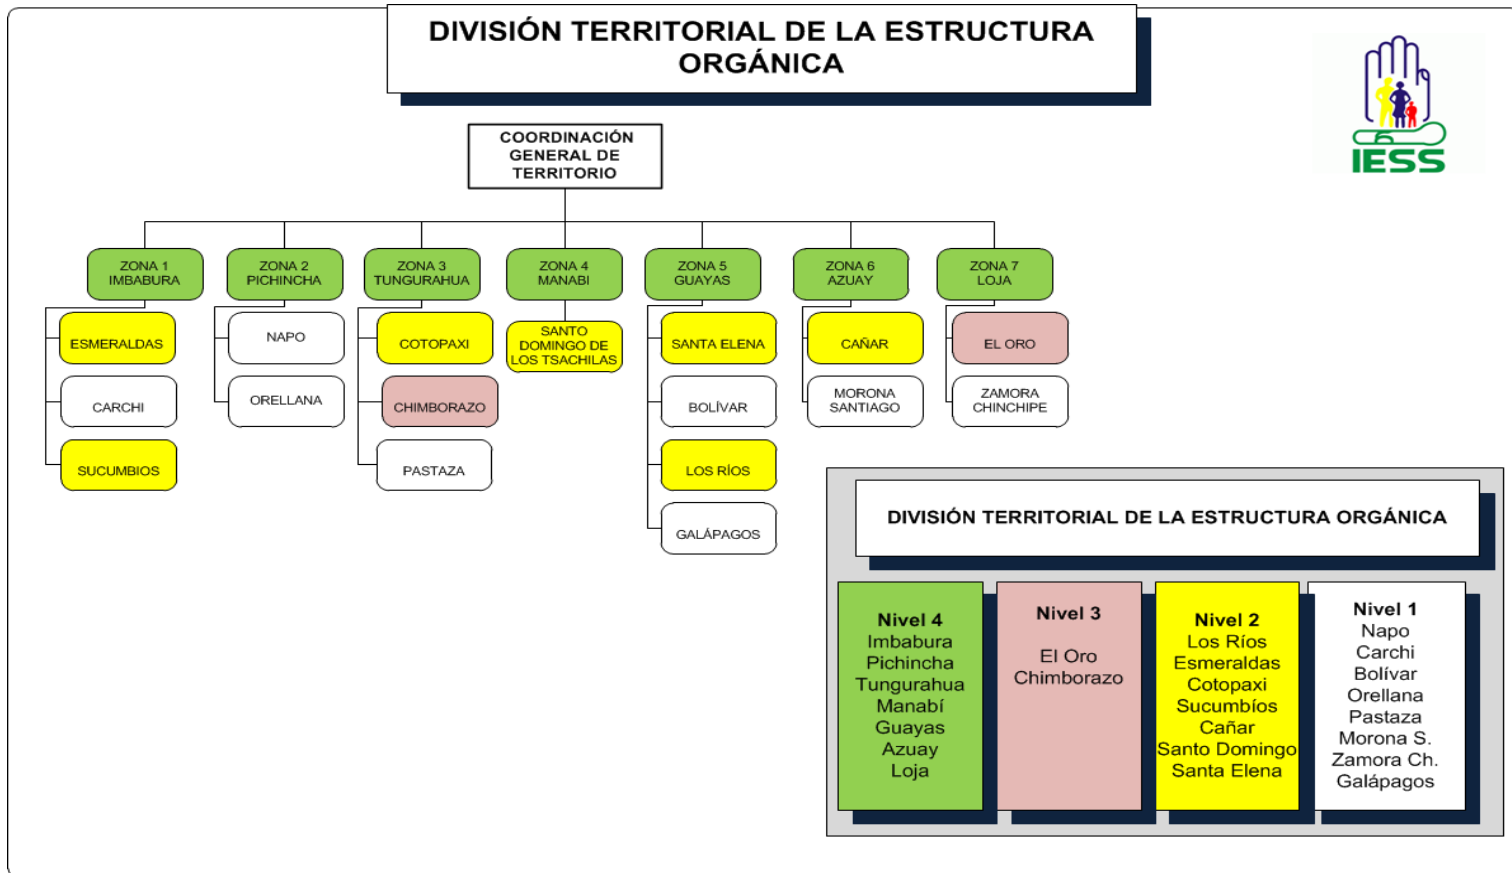 DIVISIÓN TERRITORIAL DE LA ESTRUCTURA
ORGÁNICA
IESS
COORDINACIÓN
GENERAL DE
TERRITORIO
ZONA 1
IMBABURA
ZONA 2
PICHINCHA
ZONA 3
TUNGURAHUA
ZONA 4
MANABI
ZONA 5
GUAYAS
ZONA 6
AZUAY
ZONA 7
LOJA
ESMERALDAS
CARCHI
SUCUMBIOS
NAPO
ORELLANA
COTOPAXI
CHIMBORAZO
PASTAZA
SANTO
DOMINGO DE
LOS TSACHILAS
SANTA ELENA
BOLÍVAR
LOS RÍOS
GALÁPAGOS
CAÑAR
MORONA
SANTIAGO
EL ORO
ZAMORA
CHINCHIPE
DIVISIÓN TERRITORIAL DE LA ESTRUCTURA ORGÁNICA
Nivel 4
Imbabura
Pichincha
Tungurahua
Manabí
Guayas
Azuay
Loja
Nivel 3
El Oro
Chimborazo
Nivel 2
Los Ríos
Esmeraldas
Cotopaxi
Sucumbíos
Cañar
Santo Domingo
Santa Elena
Nivel 1
Napo
Carchi
Bolívar
Orellana
Pastaza
Morona S.
Zamora Ch.
Galápagos